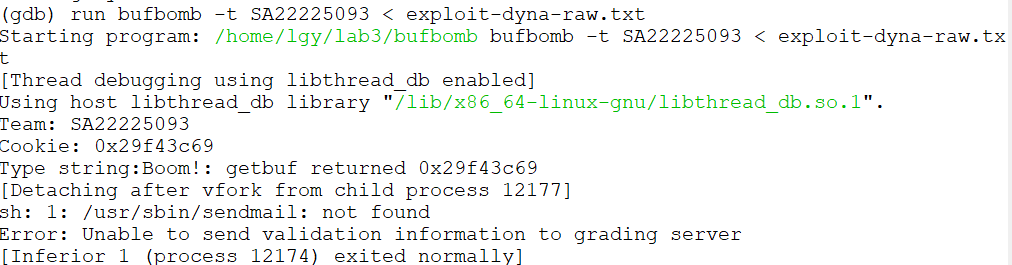 (gdb) run bufbomb -t SA22225093 < exploit-dyna-raw.txt
Starting program: /home/lgy/lab3/bufbomb bufbomb -t SA22225093 < exploit-dyna-raw.tx
t
[Thread debugging using libthread_db enabled]
Using host libthread_db library "/lib/x86_64-linux-gnu/libthread_db.so.1".
Team: SA22225093
Cookie: 0x29f43c69
Type string:Boom!: getbuf returned 0x29f43c69
[Detaching after vfork from child process 12177]
sh: 1: /usr/sbin/sendmail: not found
Error: Unable to send validation information to grading server
[Inferior 1 (process 12174) exited normally]